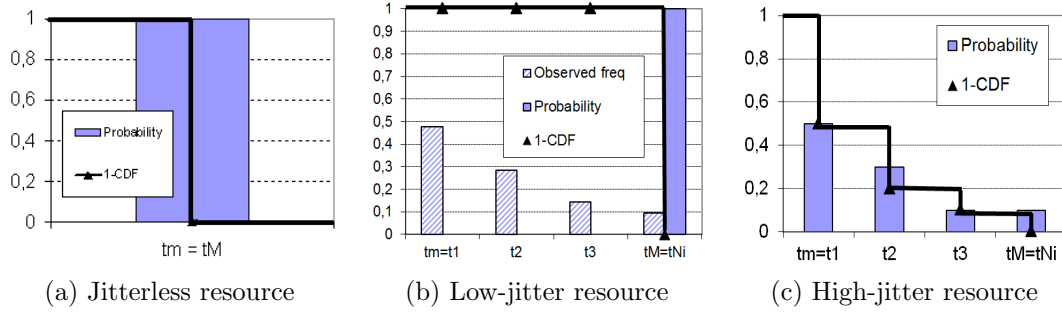 1
0,8
0,6
0,4
0,2
0
Probability
1-CDF
tm = tM
(a) Jitterless resource
1
0,9
0,8
0,7
0,6
0,5
0,4
0,3
0,2
0,1
0
Observed freq
Probability
1-CDF
tm=t1 t2 t3 tM=tNi
(b) Low-jitter resource
1
0,8
0,6
0,4
0,2
0
Probability
1-CDF
tm=t1 t2 t3 tM=tNi
(c) High-jitter resource